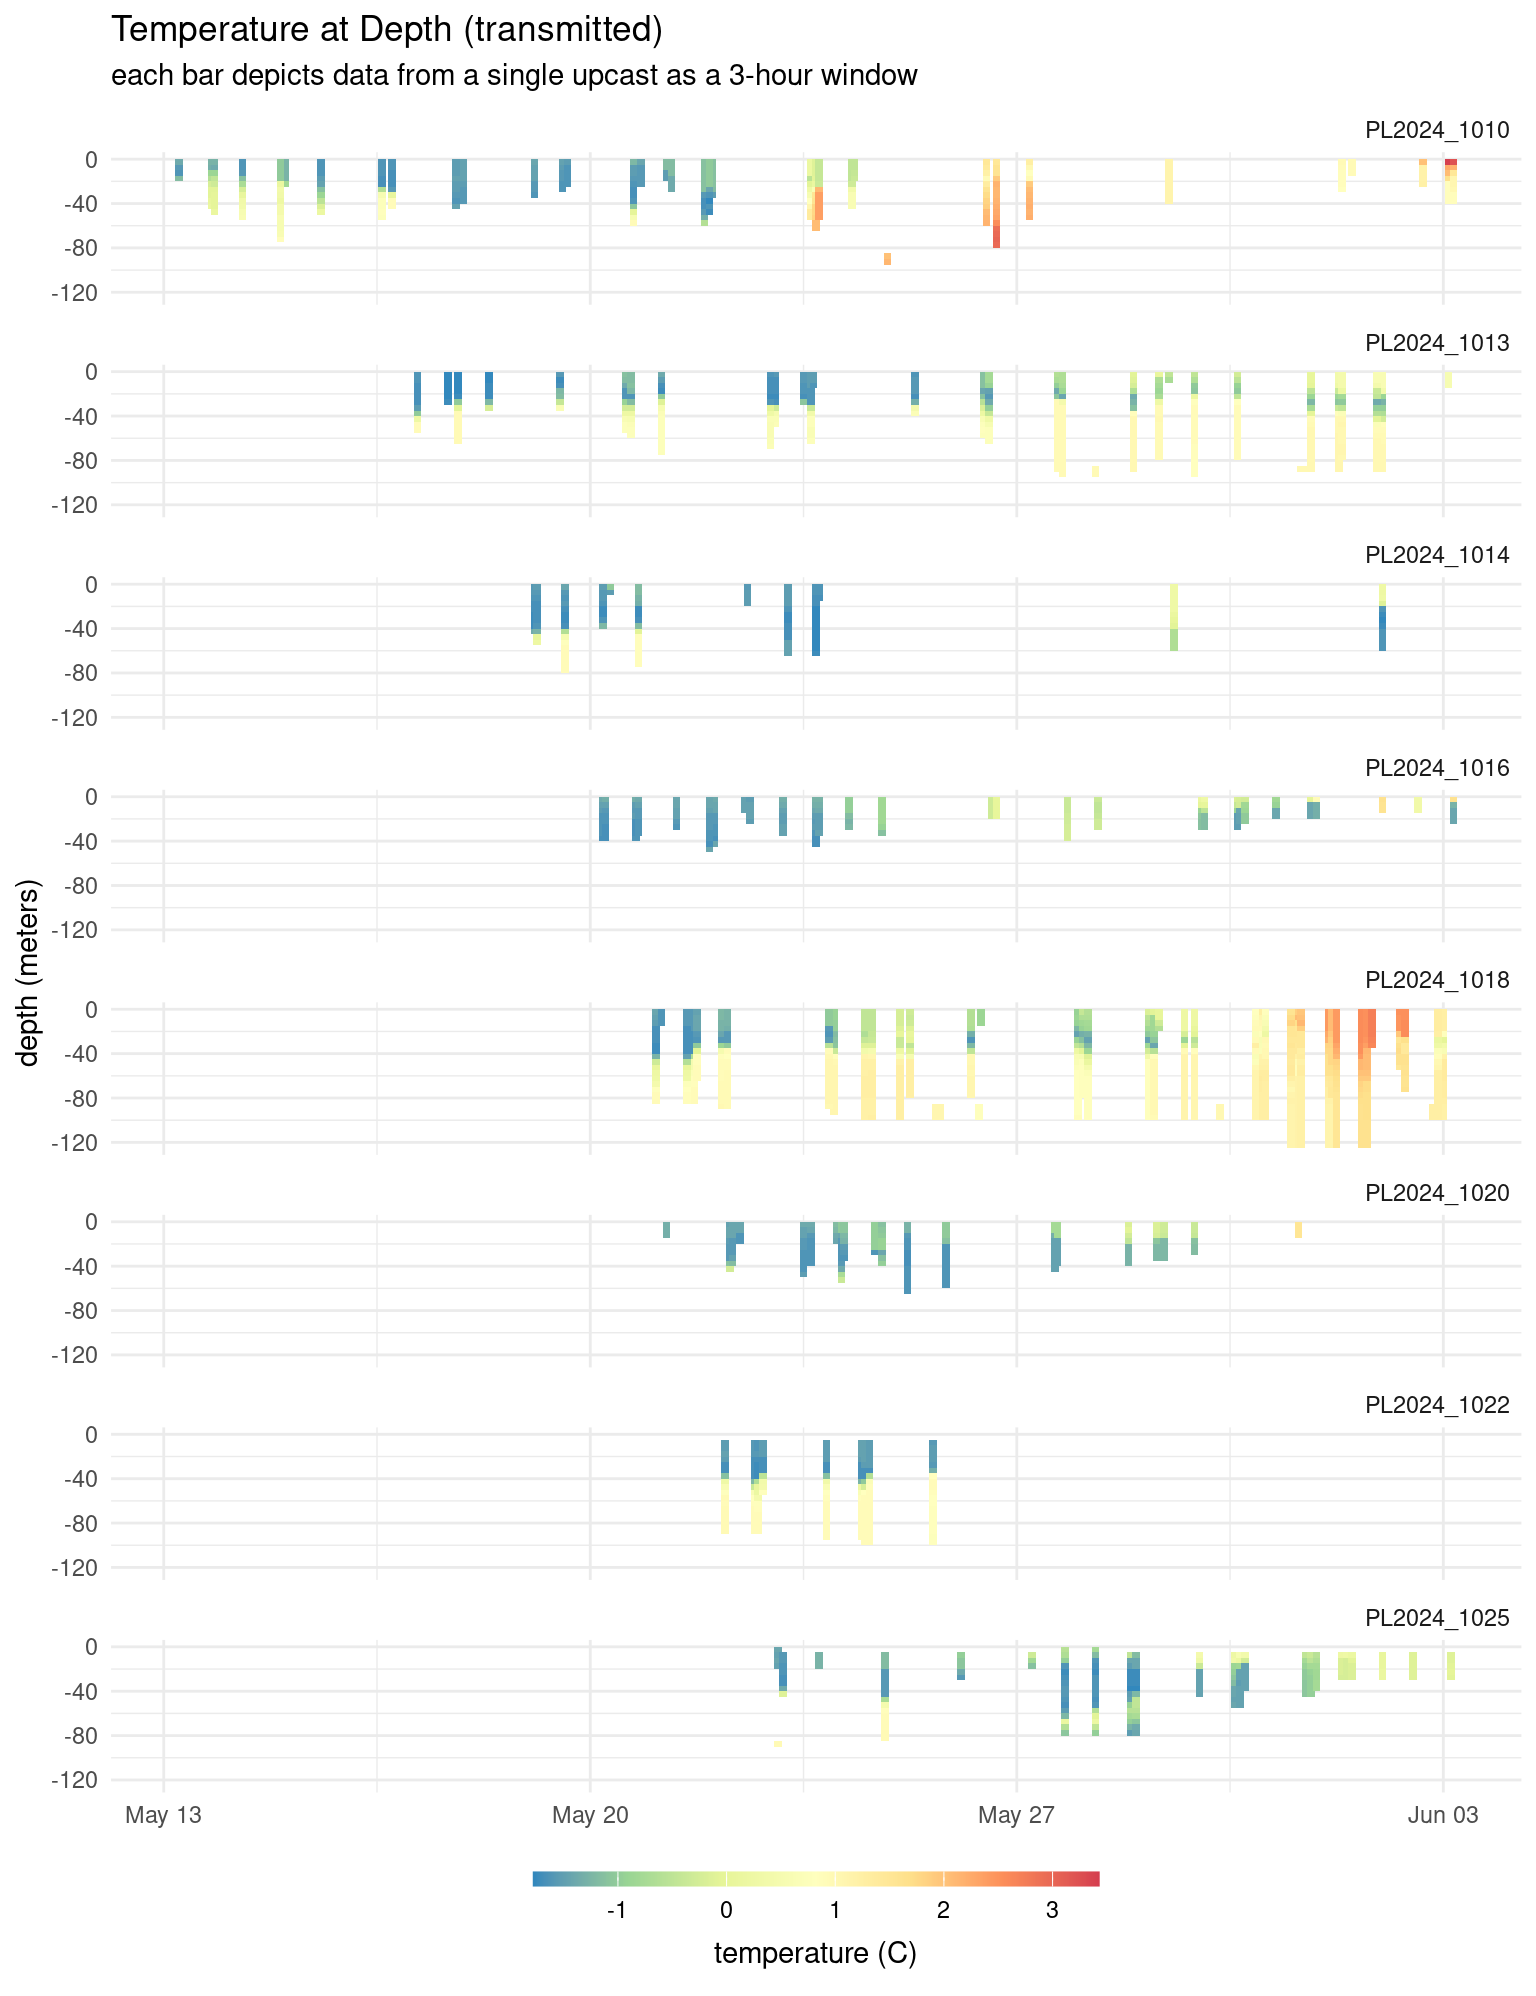 Temperature at Depth (transmitted)
each bar depicts data from a single upcast as a 3-hour window
PL2024_1010
0
-40
-80
-120
PL2024_1013
0
-40
-80
-120
PL2024_1014
0
-40
-80
-120
PL2024_1016
0
-40
-80
-120
depth (meters)
PL2024_1018
0
-40
-80
-120
PL2024_1020
0
-40
-80
-120
PL2024_1022
0
-40
-80
-120
PL2024_1025
0
-40
-80
-120
May 13 May 20 May 27 Jun 03
-1 0 1 2 3
temperature (C)